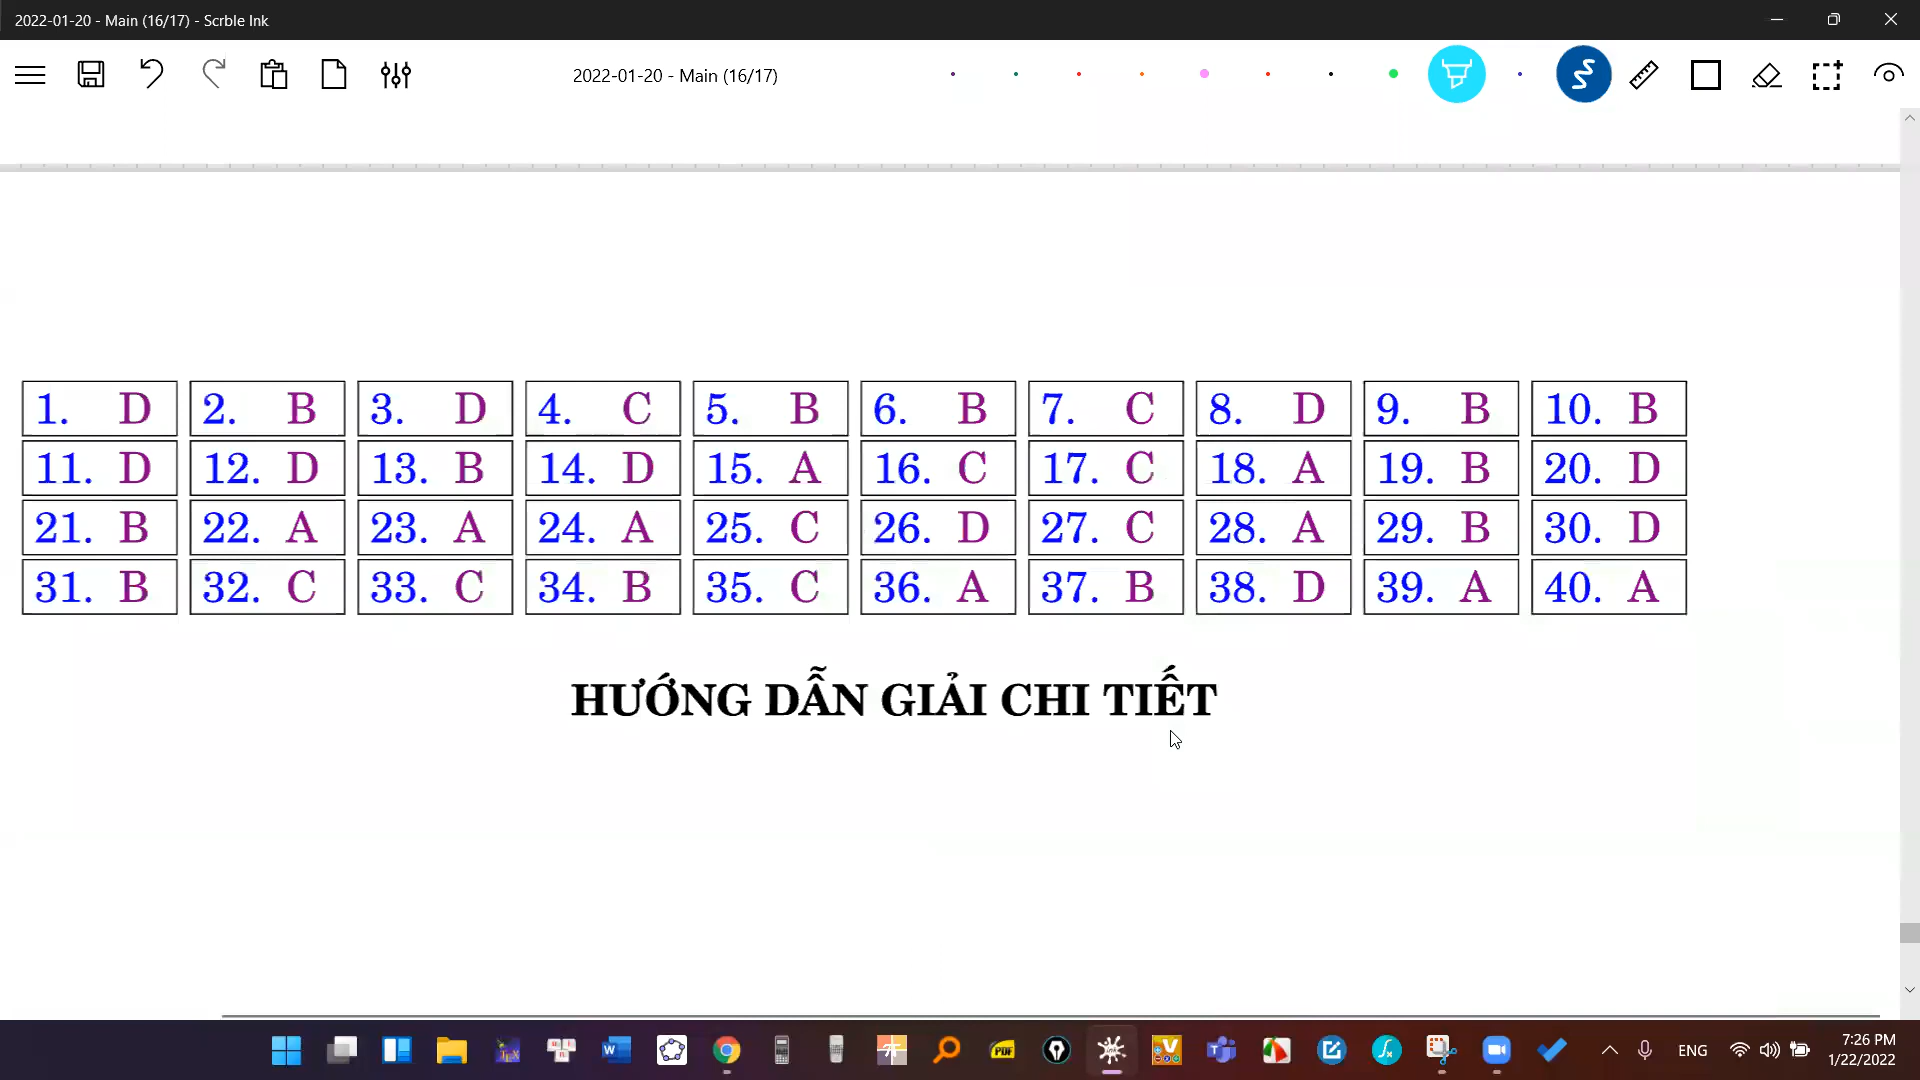 2022-01-20 - Main (16/17) - Scrble Ink
2022-01-20 - Main (16/17)
1. D 2. B 3. D 4. C 5. B 6. B 7. C 8. D 9. B 10. B
11. D 12. D 13. B 14. D 15. A 16. C 17. C 18. A 19. B 20. D
21. B 22. A 23. A 24. A 25. C 26. D 27. C 28. A 29. B 30. D
31. B 32. C 33. C 34. B 35. C 36. A 37. B 38. D 39. A 40. A
HƯỚNG DẪN GIẢI CHI TIẾT
ENG
7:26 PM
1/22/2022